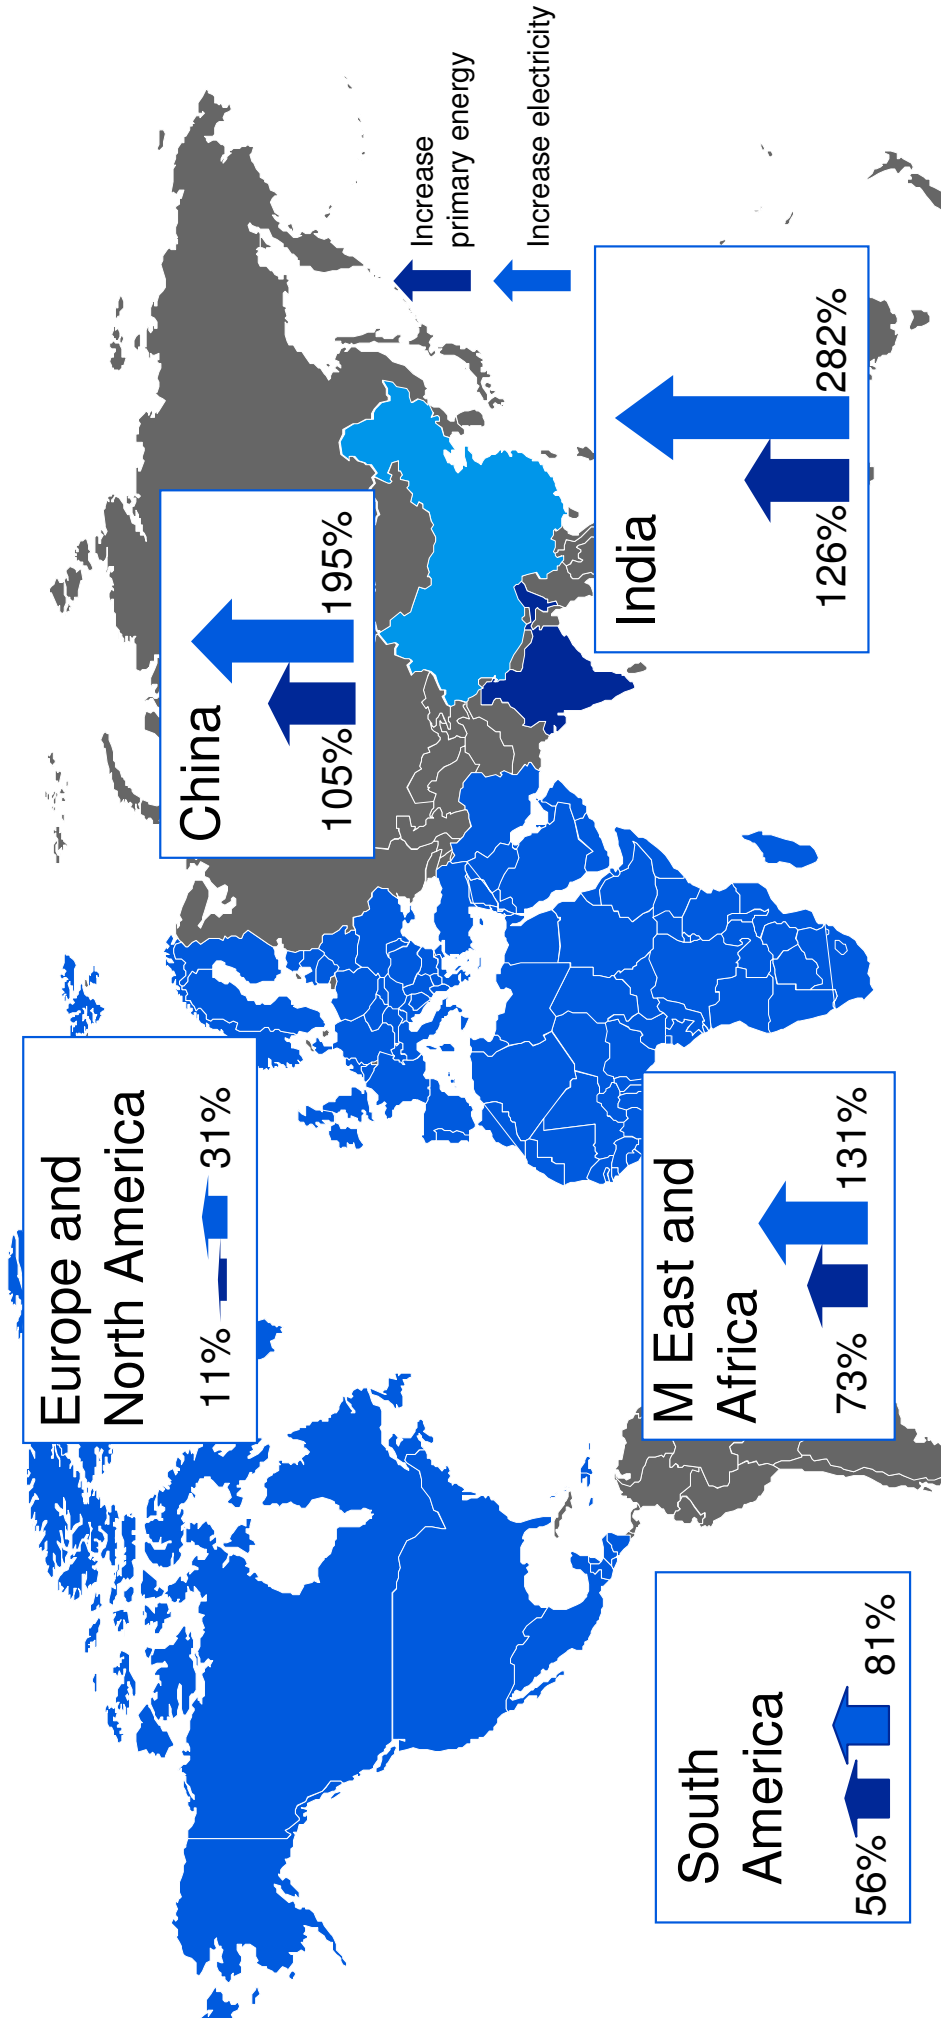 Europe and
North America
11%
31%
China
105%
195%
Increase
primary energy
Increase electricity
South
America
56%
81%
M East and
Africa
73%
131%
India
126%
282%